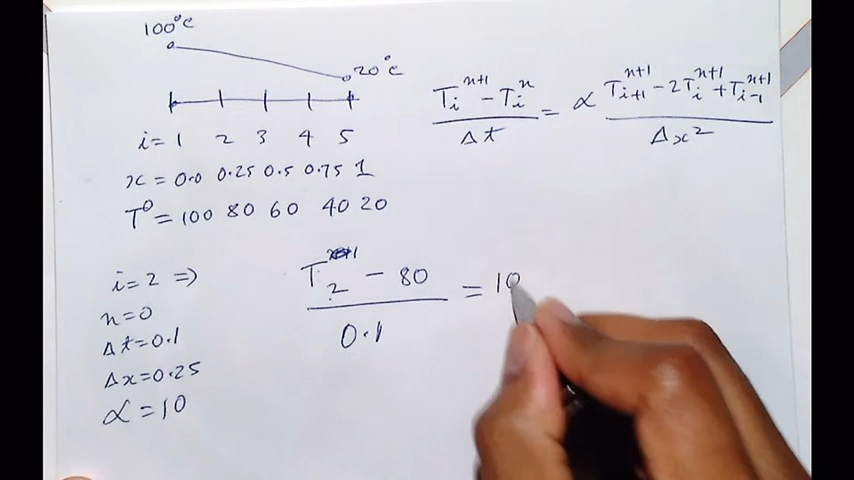 100°C
20°C
i= 1 2 3 4 5
x = 0.0 0.25 0.5 0.75 1
T⁰ = 100 80 60 40 20
(Tᵢⁿ⁺¹ − Tᵢⁿ)/Δt = α (Tᵢ₊₁ⁿ⁺¹ − 2Tᵢⁿ⁺¹ + Tᵢ₋₁ⁿ⁺¹)/Δx²
i=2 ⇒
n=0
Δt=0.1
Δx=0.25
α=10
(T₂¹ − 80)/0.1 = 10